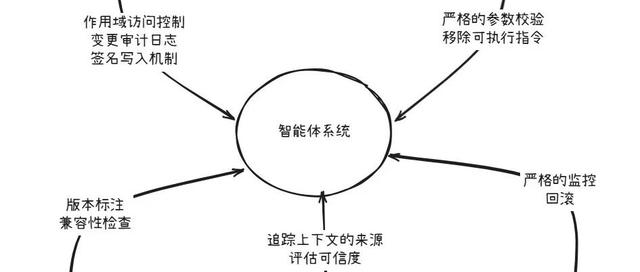 作用域访问控制
变更审计日志
签名写入机制
严格的参数校验
移除可执行指令
智能体系统
版本标注
兼容性检查
严格的监控
回滚
追踪上下文的来源
评估可信度